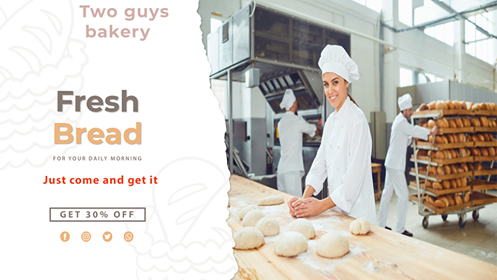 Two guys
bakery
Fresh
Bread
FOR YOUR DAILY MORNING
Just come and get it
GET 30% OFF